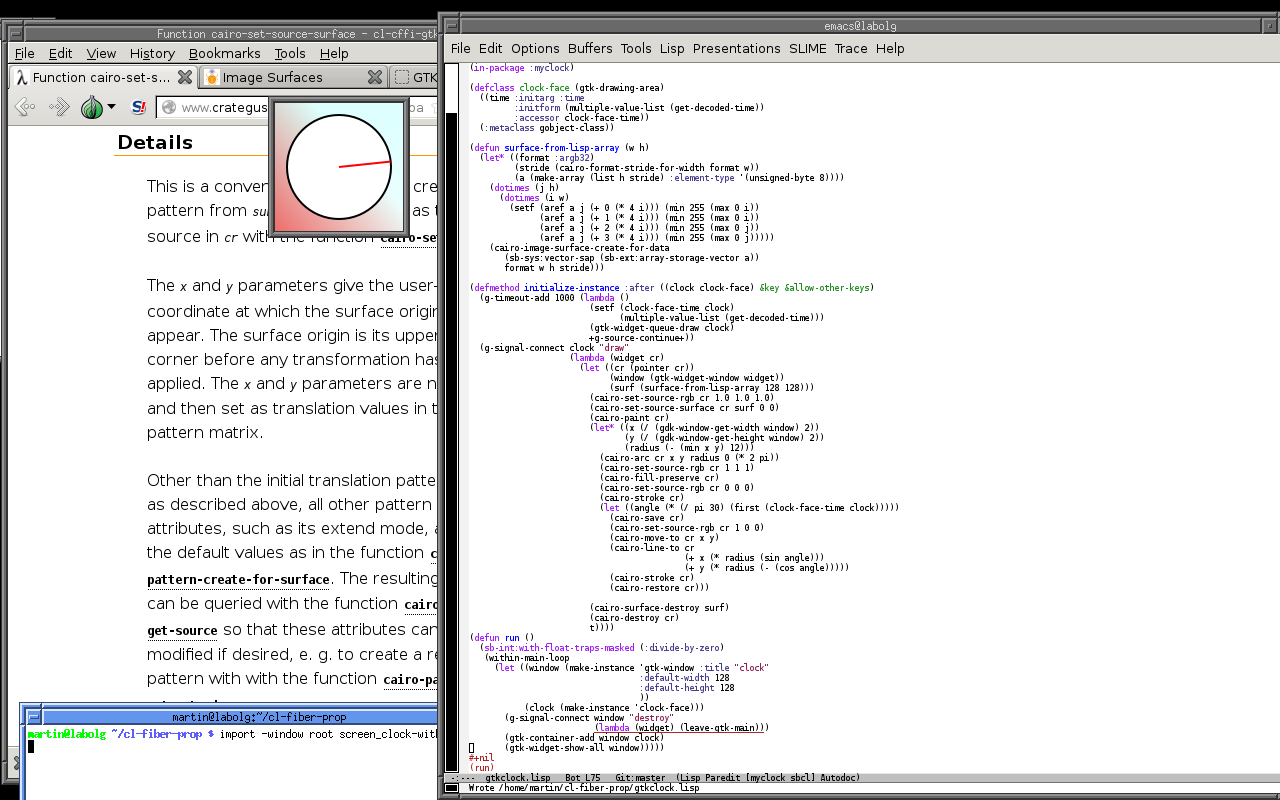 Function cairo-set-source-surface - cl-cffi-gtk
File Edit View History Bookmarks Tools Help
λ Function cairo-set-s...
Image Surfaces
GTK
S!
www.crategus
Details
This is a conven
pattern from
source in cr with the function cairo-se
The x and y parameters give the user-
coordinate at which the surface origin
appear. The surface origin is its upper
corner before any transformation has
applied. The x and y parameters are n
and then set as translation values in t
pattern matrix.
Other than the initial translation patte
as described above, all other pattern
attributes, such as its extend mode, a
the default values as in the function c
pattern-create-for-surface. The resulting
can be queried with the function cairo
get-source so that these attributes can
modified if desired, e. g. to create a re
pattern with with the function cairo-pa
martin@labolg:~/cl-fiber-prop
martin@labolg ~/cl-fiber-prop $ import -window root screen_clock-with
emacs@labolg
File Edit Options Buffers Tools Lisp Presentations SLIME Trace Help
(in-package :myclock)
(defclass clock-face (gtk-drawing-area)
((time :initarg :time
:initform (multiple-value-list (get-decoded-time))
:accessor clock-face-time))
(:metaclass gobject-class))
(defun surface-from-lisp-array (w h)
(let* ((format :argb32)
(stride (cairo-format-stride-for-width format w))
(a (make-array (list h stride) :element-type '(unsigned-byte 8))))
(dotimes (j h)
(dotimes (i w)
(setf (aref a j (+ 0 (* 4 i))) (min 255 (max 0 i))
(aref a j (+ 1 (* 4 i))) (min 255 (max 0 i))
(aref a j (+ 2 (* 4 i))) (min 255 (max 0 j))
(aref a j (+ 3 (* 4 i))) (min 255 (max 0 j)))))
(cairo-image-surface-create-for-data
(sb-sys:vector-sap (sb-ext:array-storage-vector a))
format w h stride)))
(defmethod initialize-instance :after ((clock clock-face) &key &allow-other-keys)
(g-timeout-add 1000 (lambda ()
(setf (clock-face-time clock)
(multiple-value-list (get-decoded-time)))
(gtk-widget-queue-draw clock)
+g-source-continue+))
(g-signal-connect clock "draw"
(lambda (widget cr)
(let ((cr (pointer cr))
(window (gtk-widget-window widget))
(surf (surface-from-lisp-array 128 128)))
(cairo-set-source-rgb cr 1.0 1.0 1.0)
(cairo-set-source-surface cr surf 0 0)
(cairo-paint cr)
(let* ((x (/ (gdk-window-get-width window) 2))
(y (/ (gdk-window-get-height window) 2))
(radius (- (min x y) 12)))
(cairo-arc cr x y radius 0 (* 2 pi))
(cairo-set-source-rgb cr 1 1 1)
(cairo-fill-preserve cr)
(cairo-set-source-rgb cr 0 0 0)
(cairo-stroke cr)
(let ((angle (* (/ pi 30) (first (clock-face-time clock)))))
(cairo-save cr)
(cairo-set-source-rgb cr 1 0 0)
(cairo-move-to cr x y)
(cairo-line-to cr
(+ x (* radius (sin angle)))
(+ y (* radius (- (cos angle)))))
(cairo-stroke cr)
(cairo-restore cr)))
(cairo-surface-destroy surf)
(cairo-destroy cr)
t))))
(defun run ()
(sb-int:with-float-traps-masked (:divide-by-zero)
(within-main-loop
(let ((window (make-instance 'gtk-window :title "clock"
:default-width 128
:default-height 128
))
(clock (make-instance 'clock-face)))
(g-signal-connect window "destroy"
(lambda (widget) (leave-gtk-main)))
(gtk-container-add window clock)
(gtk-widget-show-all window)))))
#+nil
(run)
-:--- gtkclock.lisp Bot L75 Git:master (Lisp Paredit [myclock sbcl] Autodoc)
Wrote /home/martin/cl-fiber-prop/gtkclock.lisp